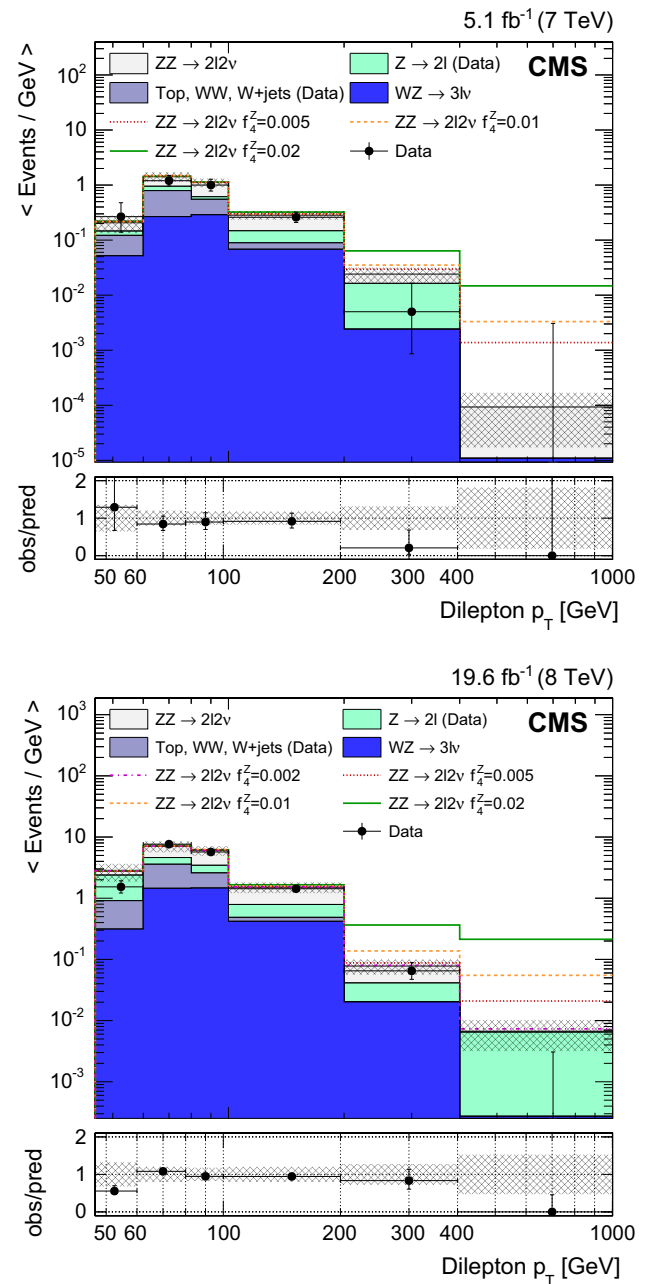 5.1 fb⁻¹ (7 TeV)
ZZ → 2l2ν Z → 2l (Data) CMS
Top, WW, W+jets (Data) WZ → 3lν
ZZ → 2l2ν f₄ᶻ=0.005 ZZ → 2l2ν f₄ᶻ=0.01
ZZ → 2l2ν f₄ᶻ=0.02 Data
< Events / GeV >
10²
10
1
10⁻¹
10⁻²
10⁻³
10⁻⁴
10⁻⁵
obs/pred
2
1
0
50 60 100 200 300 400 1000
Dilepton p_T [GeV]
19.6 fb⁻¹ (8 TeV)
ZZ → 2l2ν Z → 2l (Data) CMS
Top, WW, W+jets (Data) WZ → 3lν
ZZ → 2l2ν f₄ᶻ=0.002 ZZ → 2l2ν f₄ᶻ=0.005
ZZ → 2l2ν f₄ᶻ=0.01 ZZ → 2l2ν f₄ᶻ=0.02
Data
< Events / GeV >
10³
10²
10
1
10⁻¹
10⁻²
10⁻³
obs/pred
2
1
0
50 60 100 200 300 400 1000
Dilepton p_T [GeV]